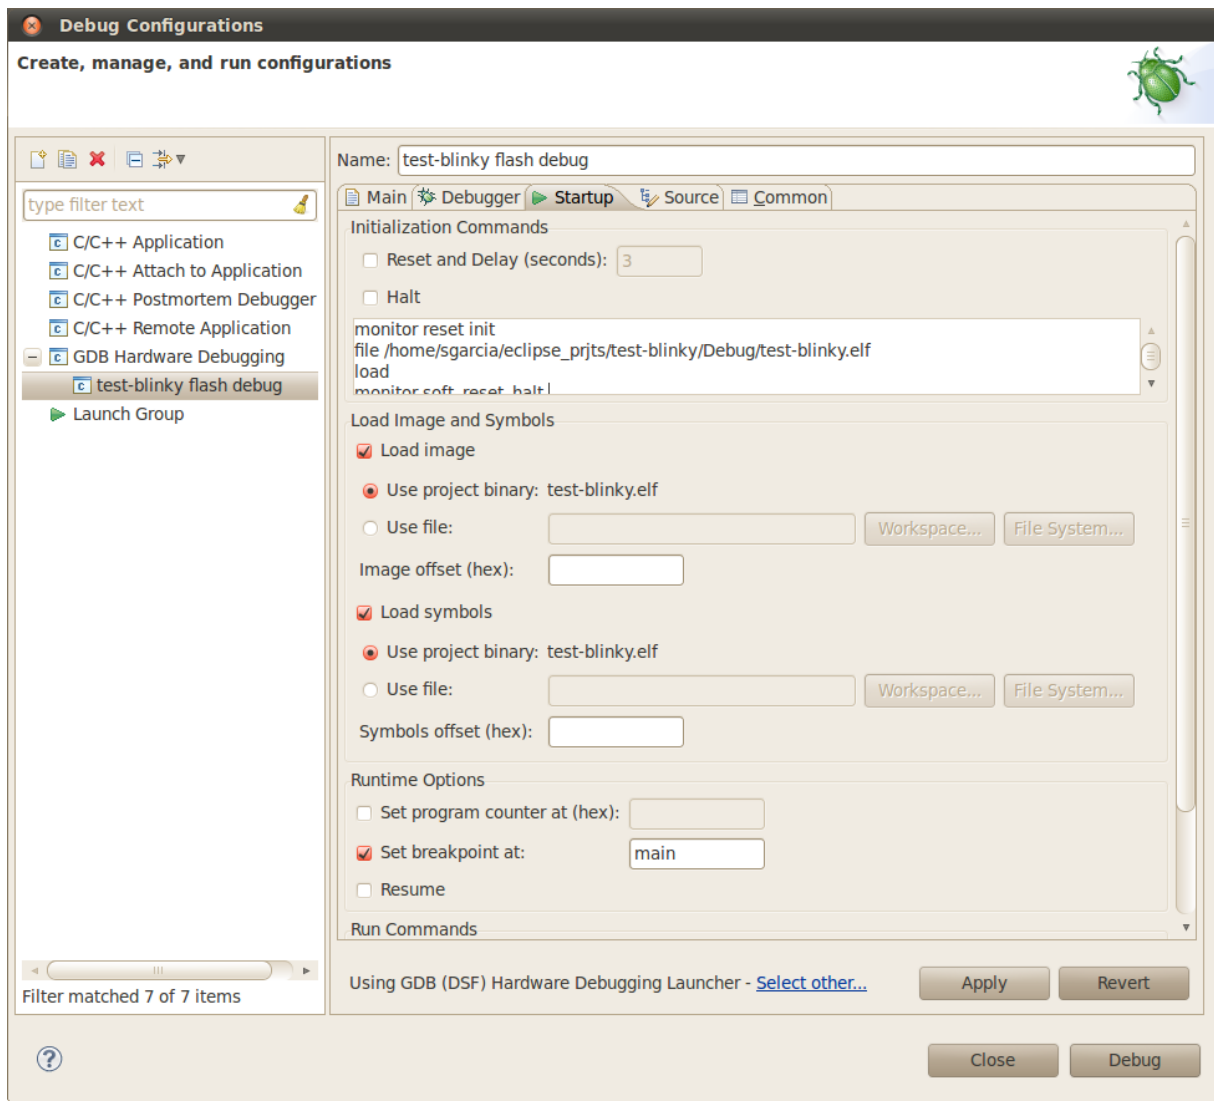 Debug Configurations
Create, manage, and run configurations
type filter text
C/C++ Application
C/C++ Attach to Application
C/C++ Postmortem Debugger
C/C++ Remote Application
GDB Hardware Debugging
test-blinky flash debug
Launch Group
Filter matched 7 of 7 items
Name: test-blinky flash debug
Main Debugger Startup Source Common
Initialization Commands
Reset and Delay (seconds): 3
Halt
monitor reset init
file /home/sgarcia/eclipse_prjts/test-blinky/Debug/test-blinky.elf
load
monitor soft_reset_halt
Load Image and Symbols
Load image
Use project binary: test-blinky.elf
Use file: Workspace... File System...
Image offset (hex):
Load symbols
Use project binary: test-blinky.elf
Use file: Workspace... File System...
Symbols offset (hex):
Runtime Options
Set program counter at (hex):
Set breakpoint at: main
Resume
Run Commands
Using GDB (DSF) Hardware Debugging Launcher - Select other...
Apply Revert
Close Debug